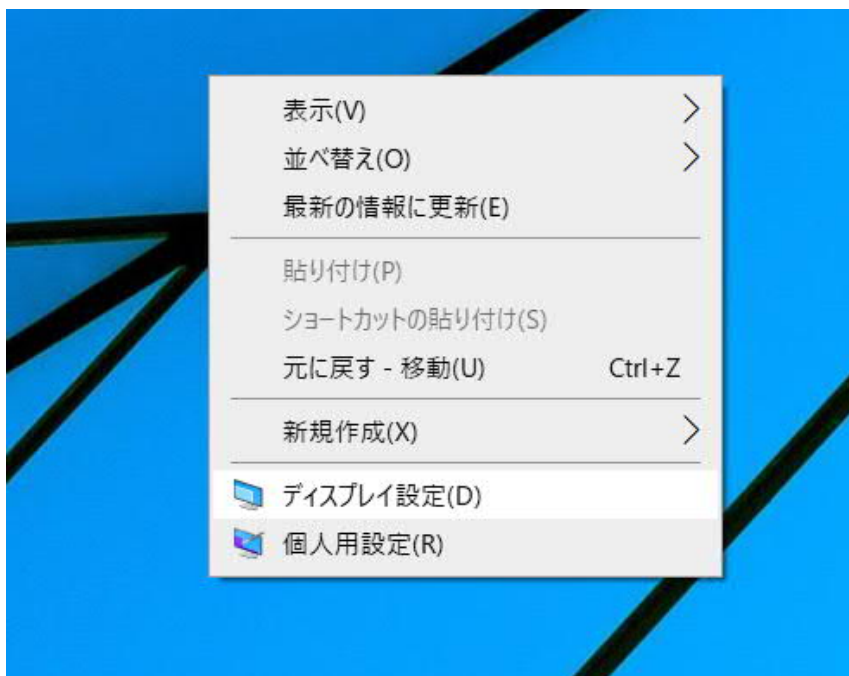 表示(V)
並べ替え(O)
最新の情報に更新(E)
貼り付け(P)
ショートカットの貼り付け(S)
元に戻す - 移動(U) Ctrl+Z
新規作成(X)
ディスプレイ設定(D)
個人用設定(R)